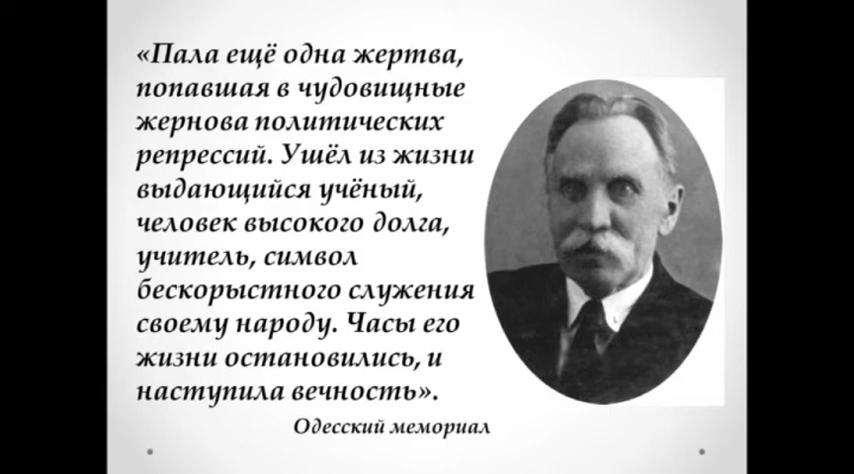 «Пала ещё одна жертва,
попавшая в чудовищные
жернова политических
репрессий. Ушёл из жизни
выдающийся учёный,
человек высокого долга,
учитель, символ
бескорыстного служения
своему народу. Часы его
жизни остановились, и
наступила вечность».
Одесский мемориал